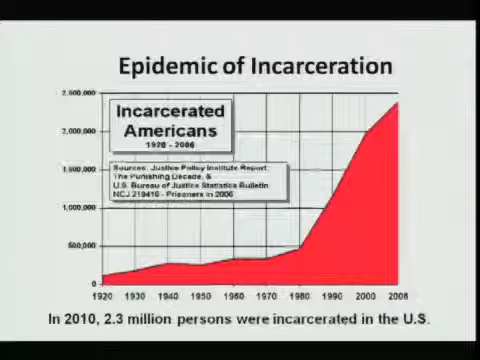 Epidemic of Incarceration
2,500,000
2,000,000
1,500,000
1,000,000
500,000
0
Incarcerated
Americans
1920 - 2006
Sources: Justice Policy Institute Report:
The Punishing Decade, &
U.S. Bureau of Justice Statistics Bulletin
NCJ 219416 - Prisoners in 2006
1920 1930 1940 1950 1960 1970 1980 1990 2000 2006
In 2010, 2.3 million persons were incarcerated in the U.S.